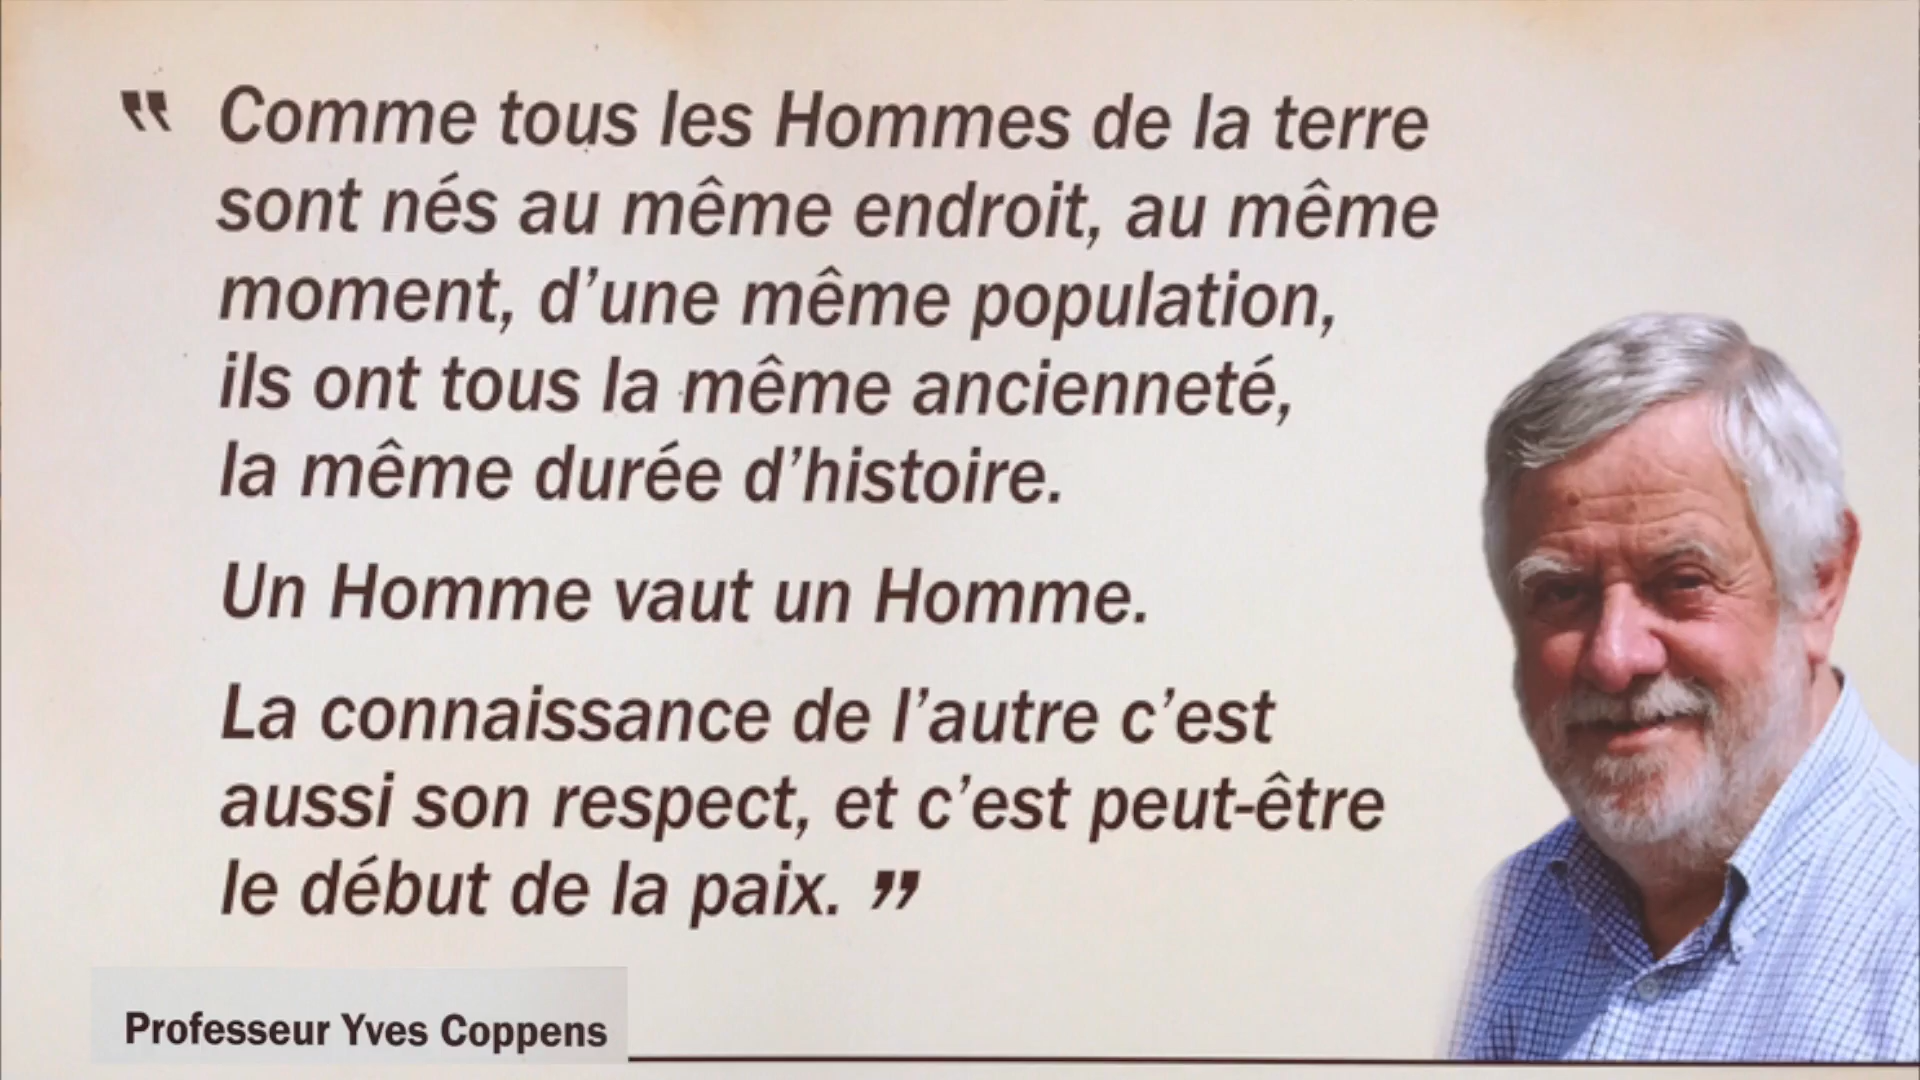 " Comme tous les Hommes de la terre
sont nés au même endroit, au même
moment, d’une même population,
ils ont tous la même ancienneté,
la même durée d’histoire.
Un Homme vaut un Homme.
La connaissance de l’autre c’est
aussi son respect, et c’est peut-être
le début de la paix. ”
Professeur Yves Coppens